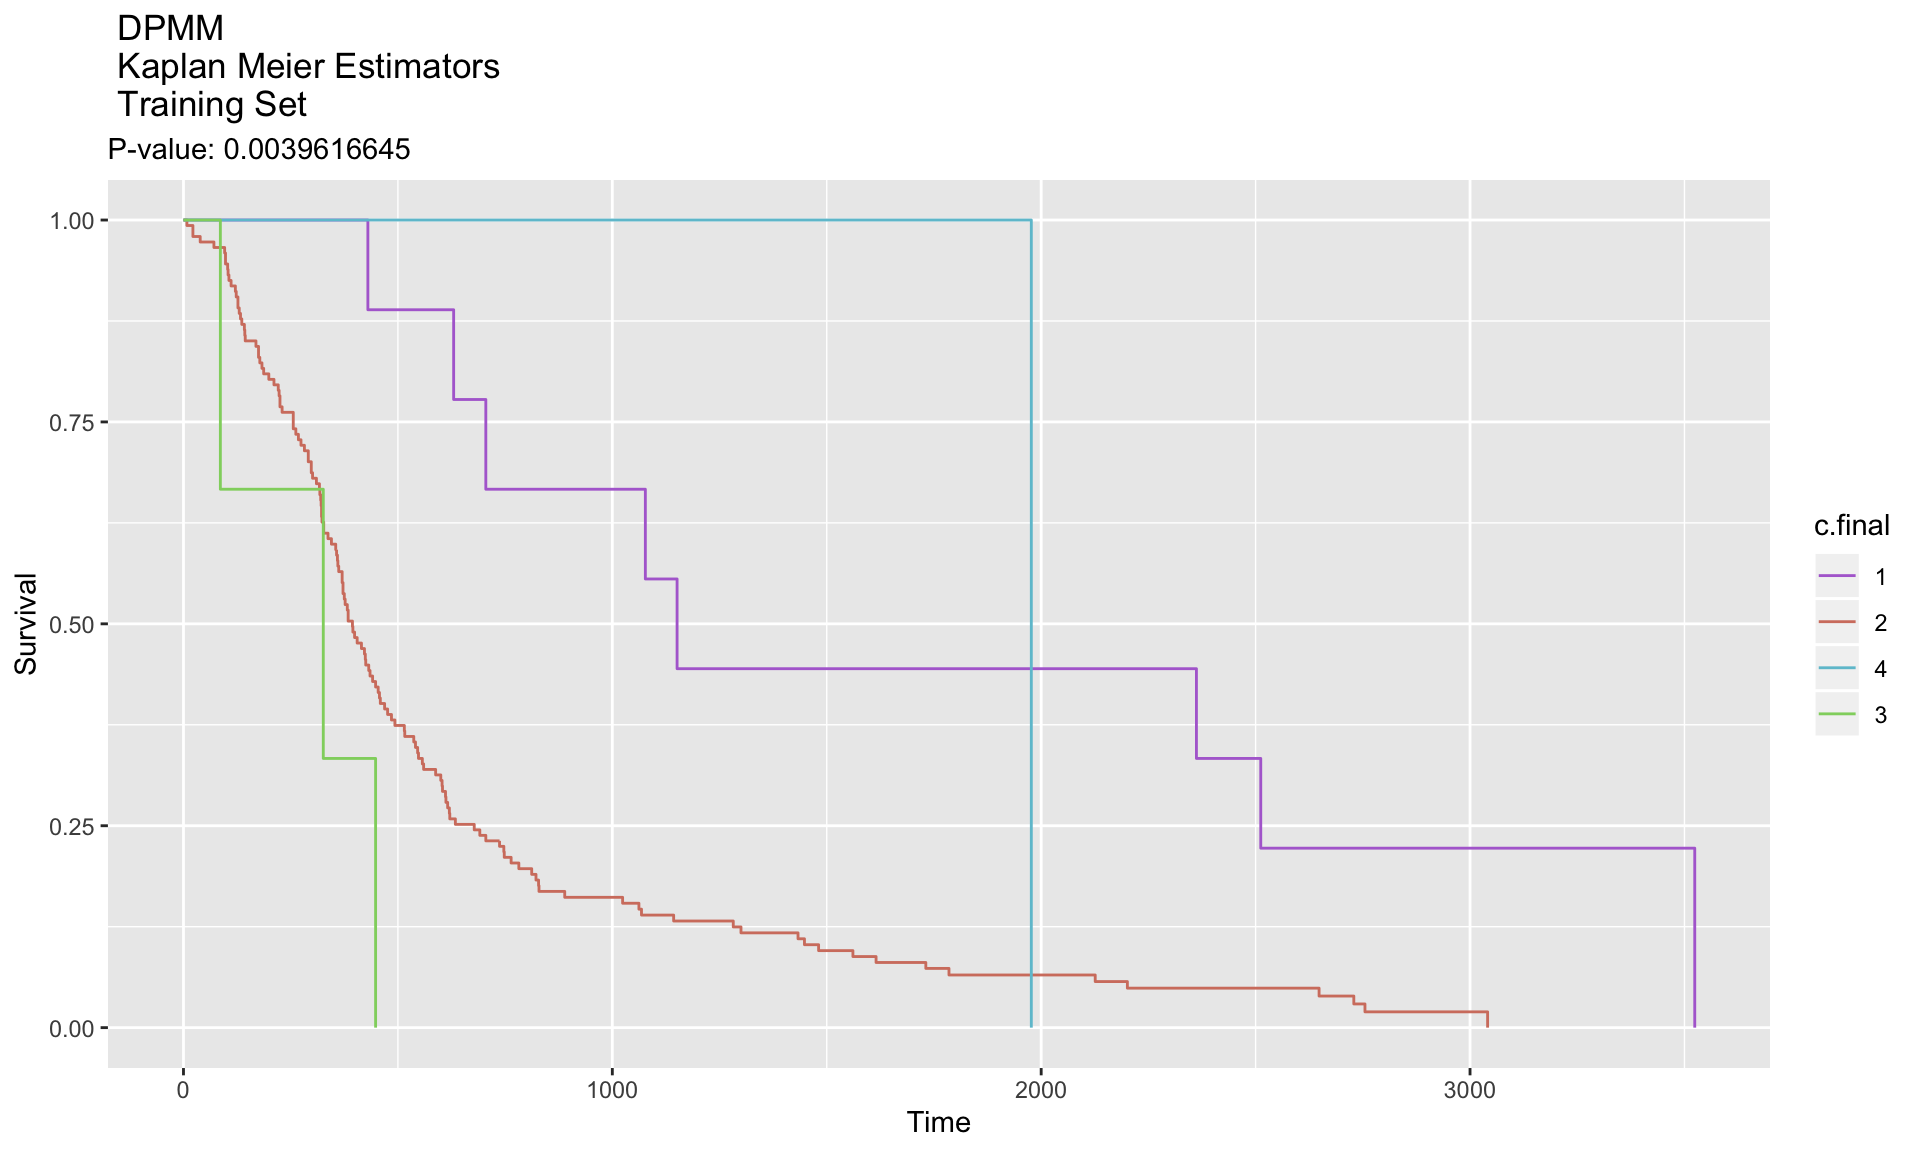 DPMM
Kaplan Meier Estimators
Training Set
P-value: 0.0039616645
1.00
0.75
0.50
0.25
0.00
Survival
0
1000
2000
3000
Time
c.final
1
2
4
3